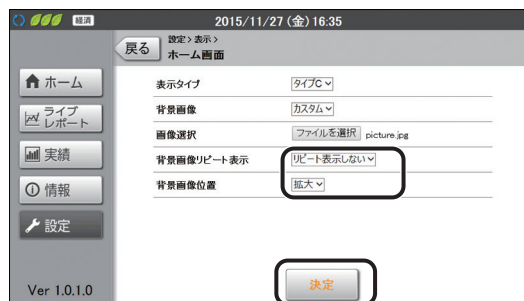 経済
2015/11/27(金)16:35
戻る
設定>表示>
ホーム画面
ホーム
ライブ
レポート
実績
情報
設定
Ver 1.0.1.0
表示タイプ タイプC
背景画像 カスタム
画像選択 ファイルを選択 picture.jpg
背景画像リピート表示 リピート表示しない
背景画像位置 拡大
決定